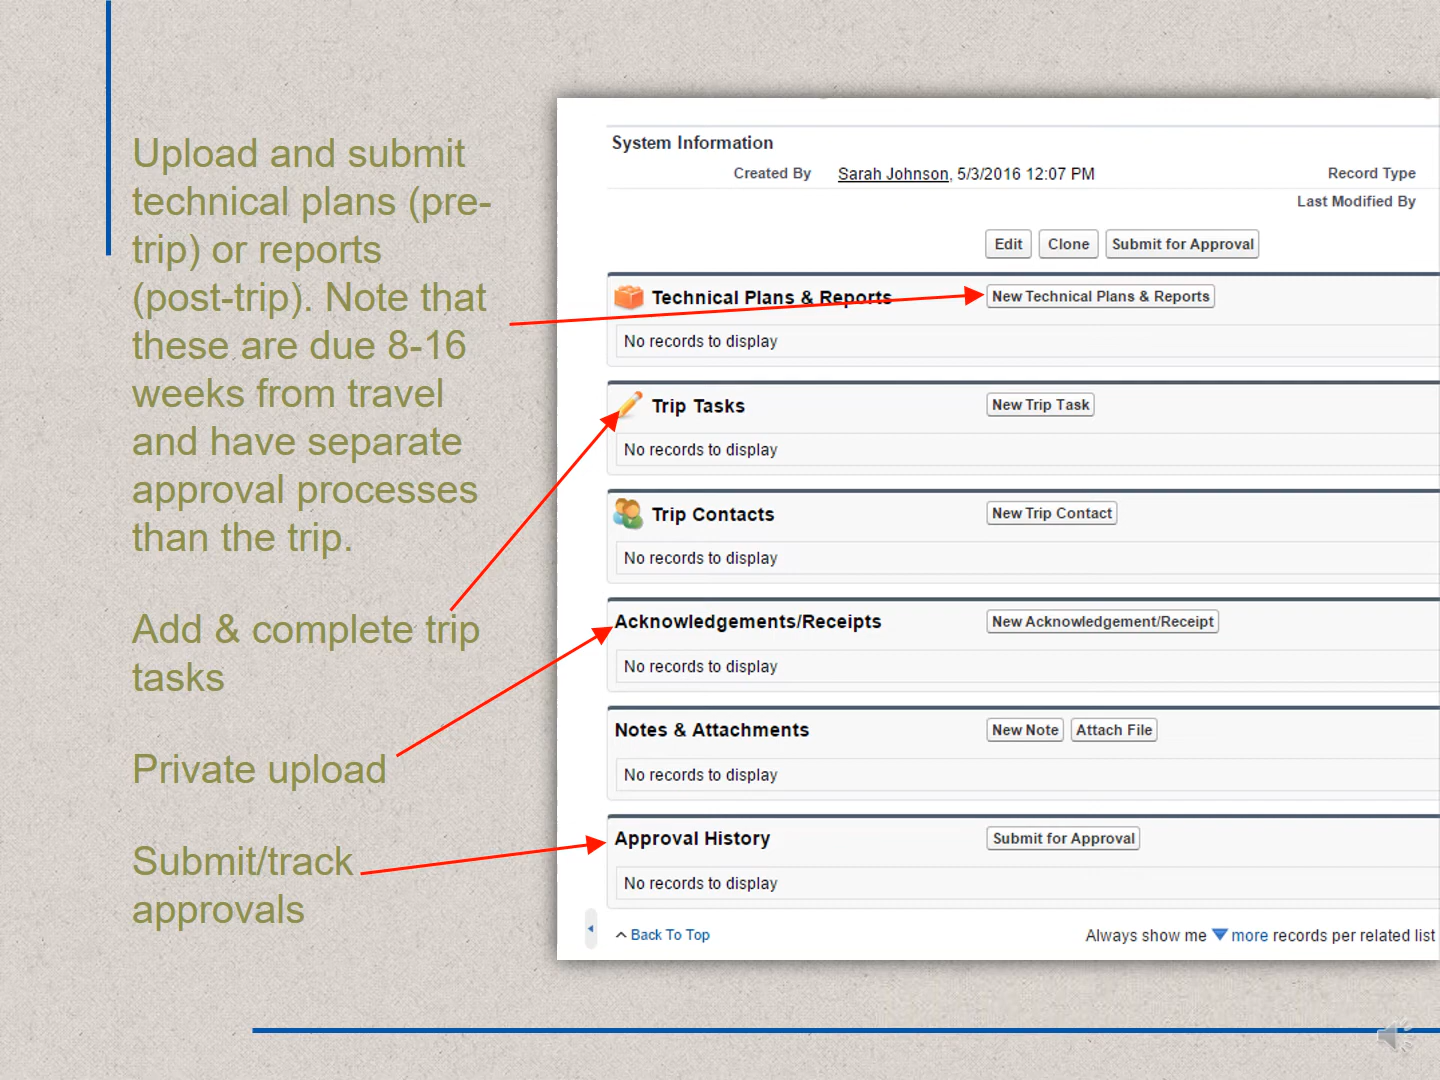 Upload and submit
technical plans (pre-
trip) or reports
(post-trip). Note that
these are due 8-16
weeks from travel
and have separate
approval processes
than the trip.
Add & complete trip
tasks
Private upload
Submit/track
approvals
System Information
Created By Sarah Johnson, 5/3/2016 12:07 PM Record Type
Last Modified By
Edit Clone Submit for Approval
Technical Plans & Reports New Technical Plans & Reports
No records to display
Trip Tasks New Trip Task
No records to display
Trip Contacts New Trip Contact
No records to display
Acknowledgements/Receipts New Acknowledgement/Receipt
No records to display
Notes & Attachments New Note Attach File
No records to display
Approval History Submit for Approval
No records to display
Back To Top Always show me more records per related list